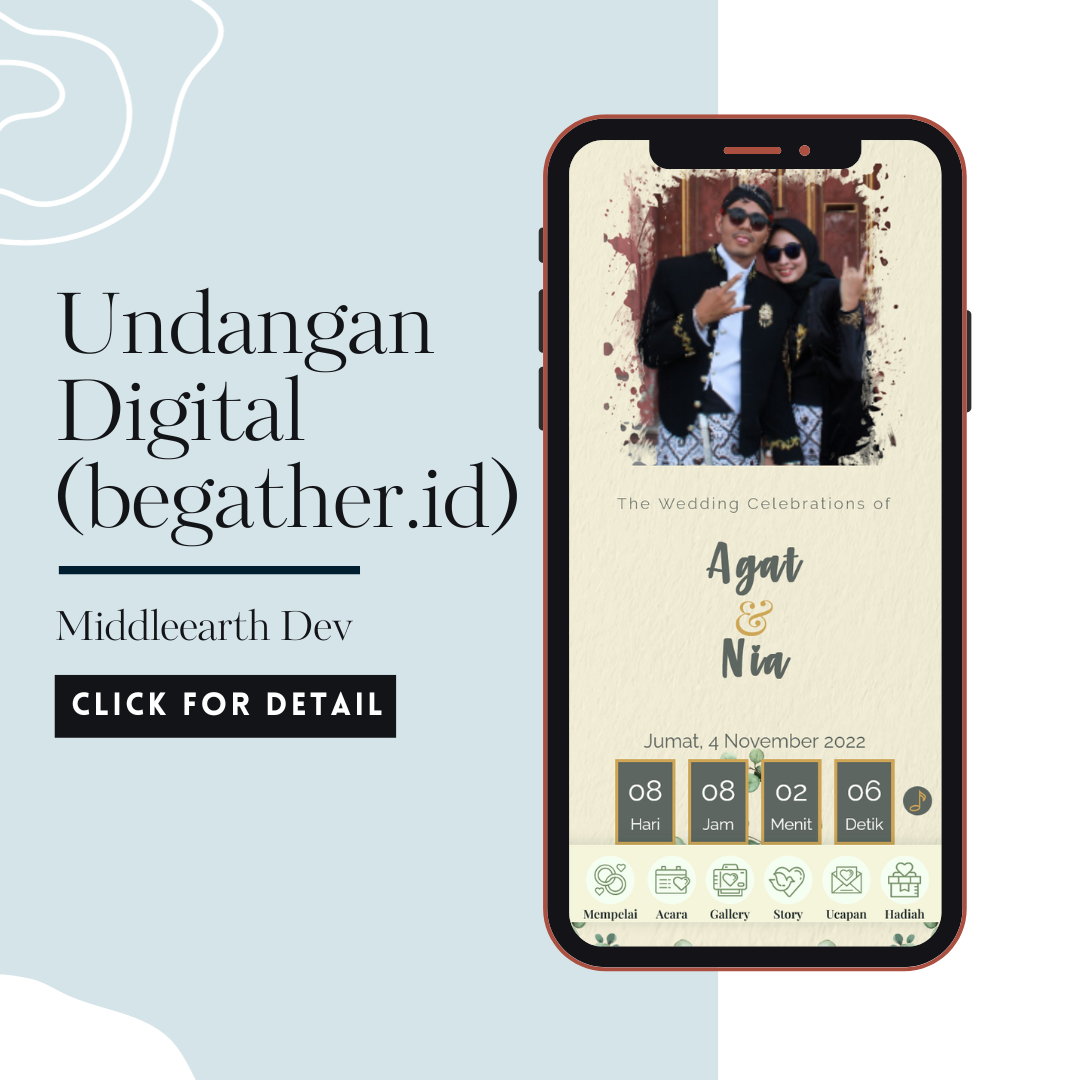 Undangan
Digital
(begather.id)
Middleearth Dev
CLICK FOR DETAIL
The Wedding Celebrations of
Agat
&
Nia
Jumat, 4 November 2022
08 08 02 06
Hari Jam Menit Detik
Mempelai Acara Gallery Story Ucapan Hadiah